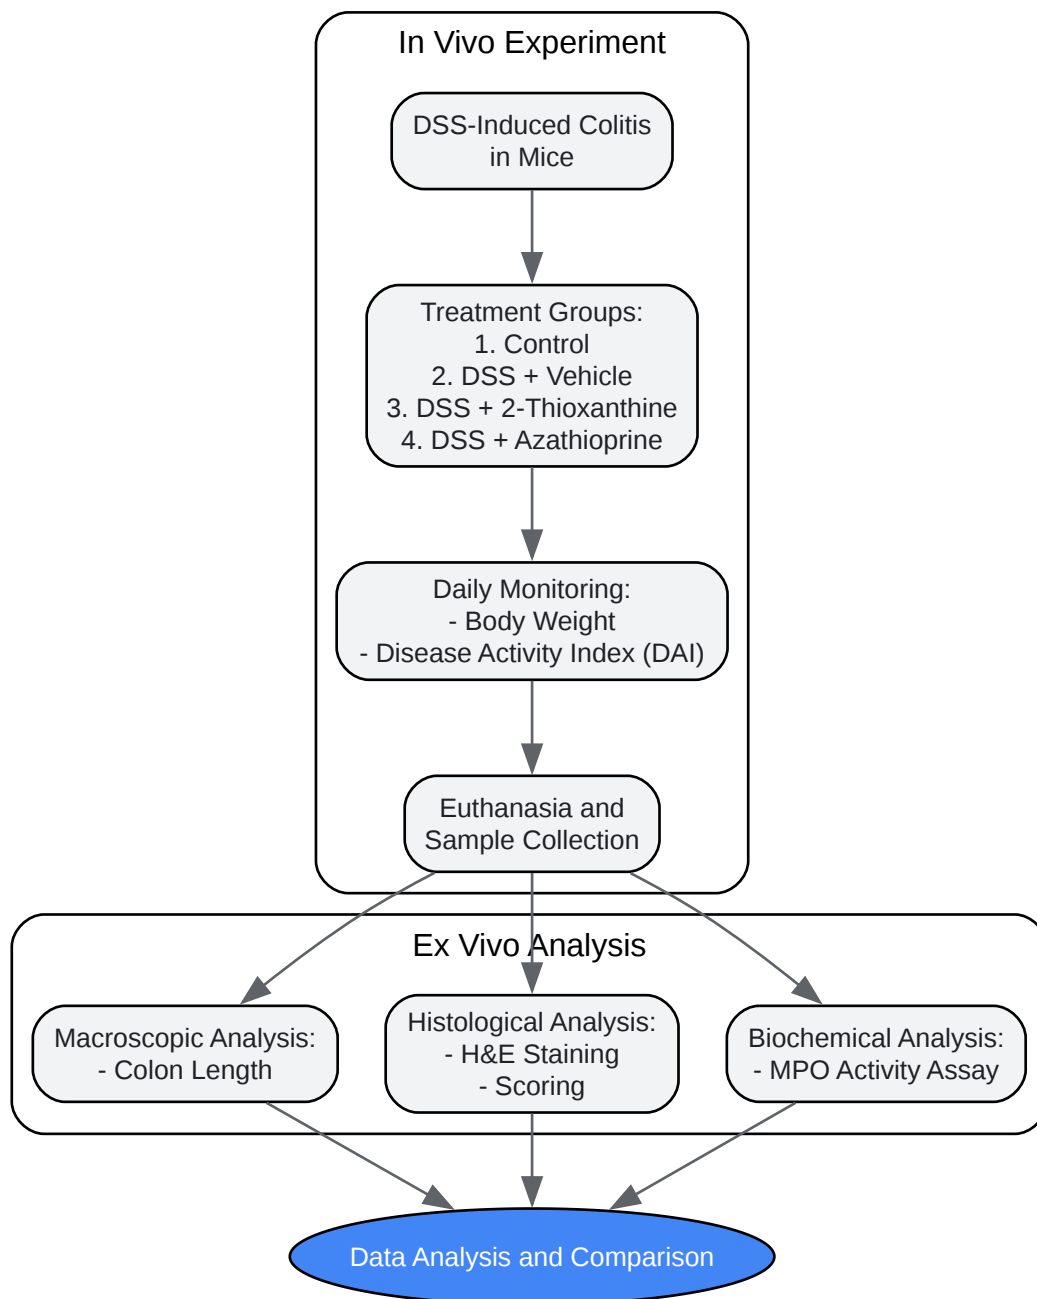 In Vivo Experiment
DSS-Induced Colitis
in Mice
Treatment Groups:
1. Control
2. DSS + Vehicle
3. DSS + 2-Thioxanthine
4. DSS + Azathioprine
Daily Monitoring:
- Body Weight
- Disease Activity Index (DAI)
Euthanasia and
Sample Collection
Ex Vivo Analysis
Macroscopic Analysis:
- Colon Length
Histological Analysis:
- H&E Staining
- Scoring
Biochemical Analysis:
- MPO Activity Assay
Data Analysis and Comparison